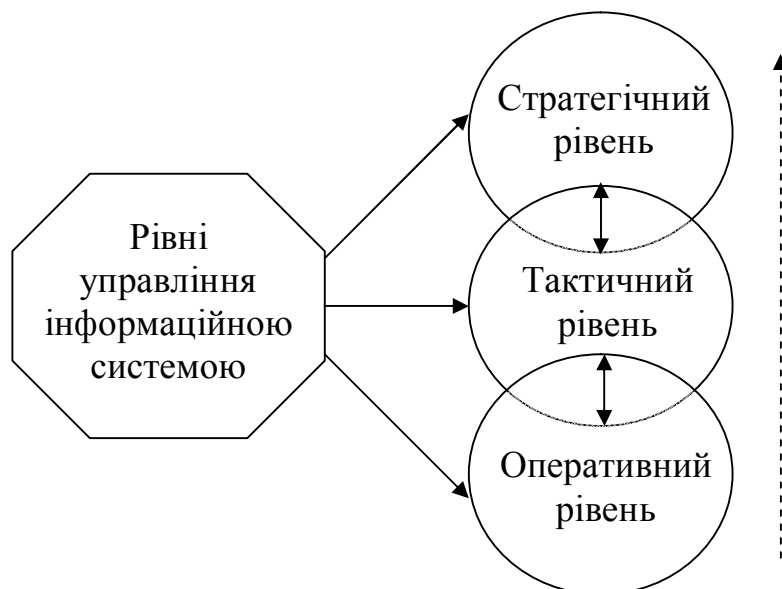 Рівні
управління
інформаційною
системою
Стратегічний
рівень
Тактичний
рівень
Оперативний
рівень